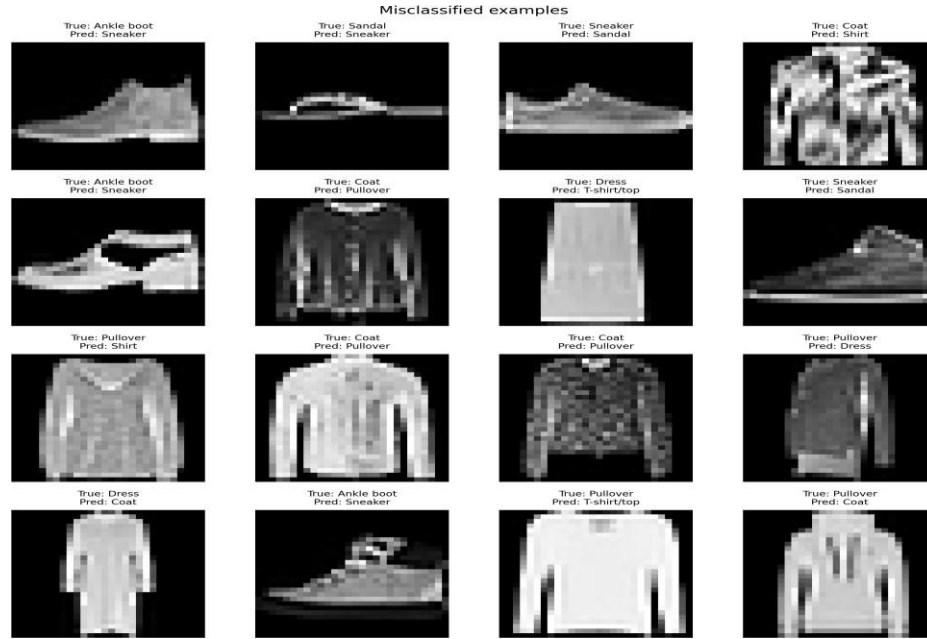 Misclassified examples
True: Ankle boot
Pred: Sneaker
True: Sandal
Pred: Sneaker
True: Sneaker
Pred: Sandal
True: Coat
Pred: Shirt
True: Ankle boot
Pred: Sneaker
True: Coat
Pred: Pullover
True: Dress
Pred: T-shirt/top
True: Sneaker
Pred: Sandal
True: Pullover
Pred: Shirt
True: Coat
Pred: Pullover
True: Coat
Pred: Pullover
True: Pullover
Pred: Dress
True: Dress
Pred: Coat
True: Ankle boot
Pred: Sneaker
True: Pullover
Pred: T-shirt/top
True: Pullover
Pred: Coat